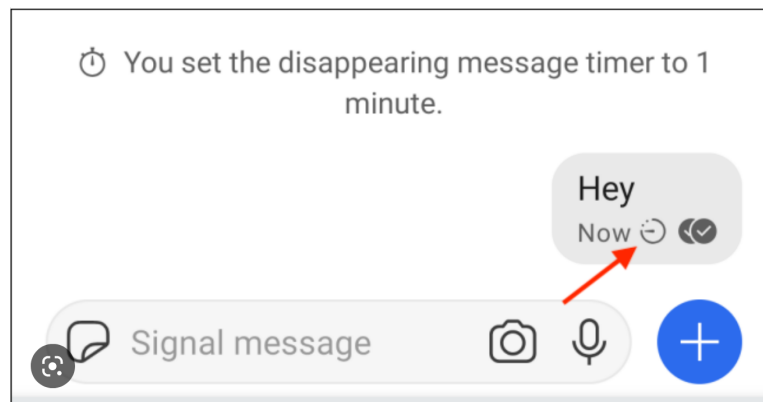 You set the disappearing message timer to 1
minute.
Hey
Now
Signal message